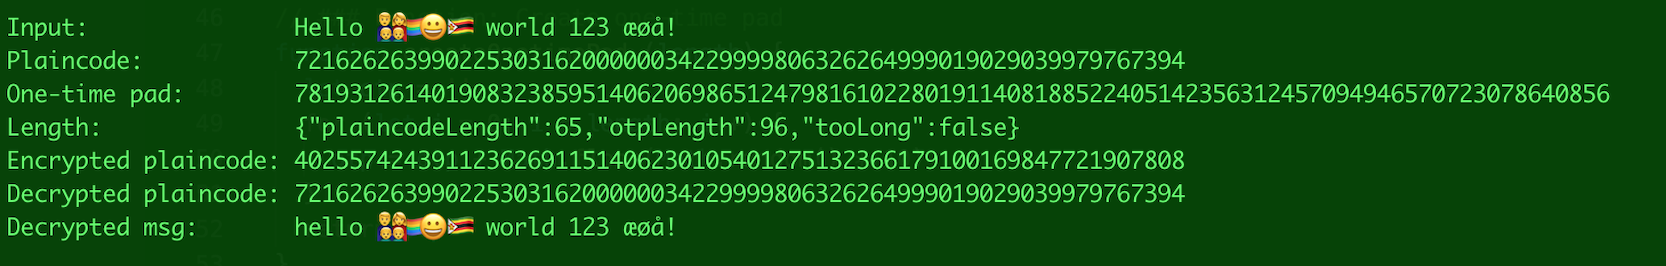 Input: Hello 👨‍👩‍👦‍👦🏳️‍🌈😀🇿🇼 world 123 æøå!
Plaincode: 72162626399022530316200000034229999806326264999019029039979767394
One-time pad: 781931261401908323859514062069865124798161022801911408188522405142356312457094946570723078640856
Length: {"plaincodeLength":65,"otpLength":96,"tooLong":false}
Encrypted plaincode: 40255742439112362691151406230105401275132366179100169847721907808
Decrypted plaincode: 72162626399022530316200000034229999806326264999019029039979767394
Decrypted msg: hello 👨‍👩‍👦‍👦🏳️‍🌈😀🇿🇼 world 123 æøå!